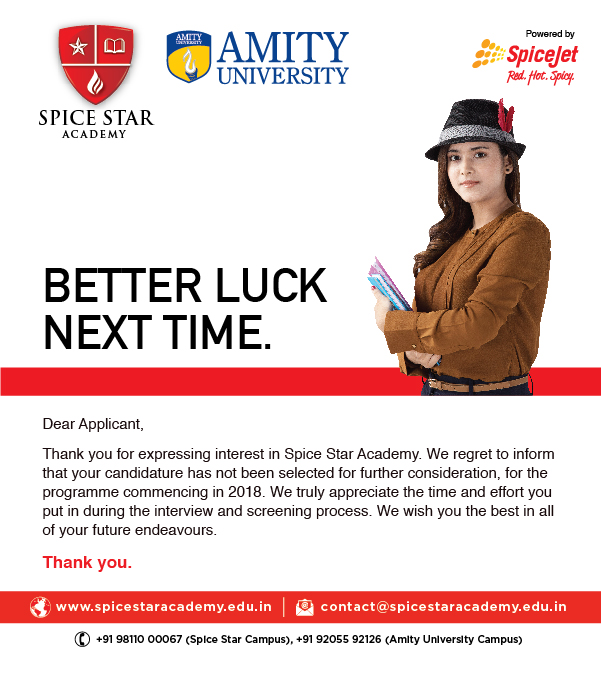 SPICE STAR
ACADEMY
AMITY
UNIVERSITY
AMITY
UNIVERSITY
Powered by
SpiceJet
Red. Hot. Spicy.
BETTER LUCK
NEXT TIME.
Dear Applicant,
Thank you for expressing interest in Spice Star Academy. We regret to inform
that your candidature has not been selected for further consideration, for the
programme commencing in 2018. We truly appreciate the time and effort you
put in during the interview and screening process. We wish you the best in all
of your future endeavours.
Thank you.
www.spicestaracademy.edu.in | contact@spicestaracademy.edu.in
+91 98110 00067 (Spice Star Campus), +91 92055 92126 (Amity University Campus)